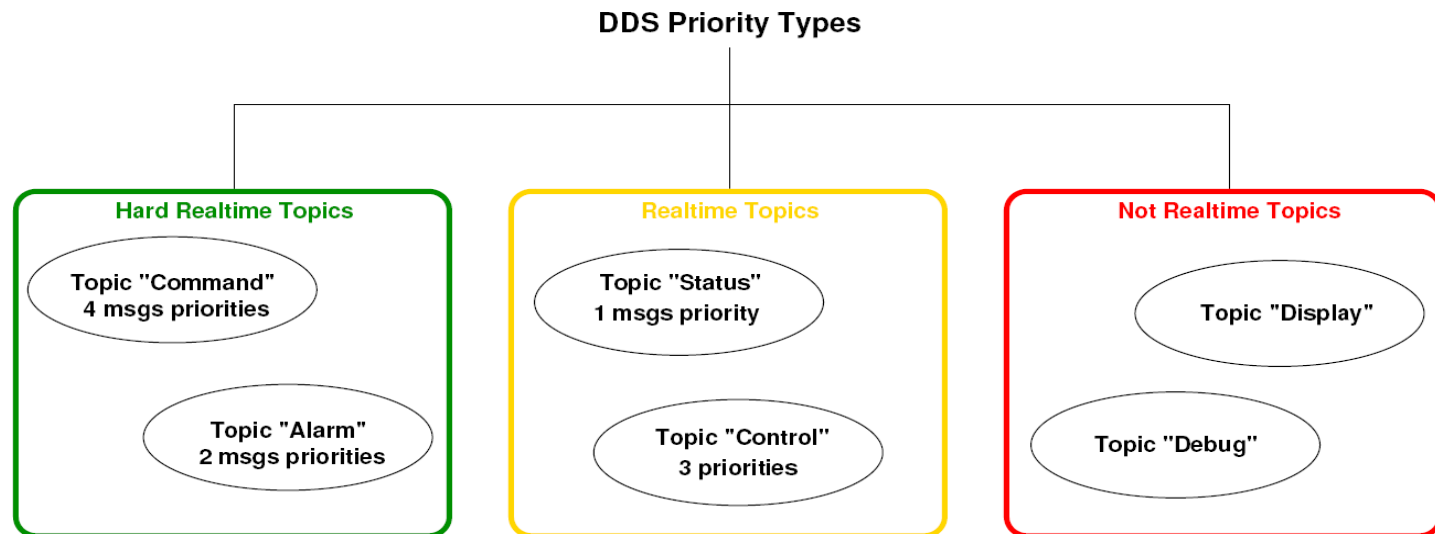 DDS Priority Types
Hard Realtime Topics
Topic "Command"
4 msgs priorities
Topic "Alarm"
2 msgs priorities
Realtime Topics
Topic "Status"
1 msgs priority
Topic "Control"
3 priorities
Not Realtime Topics
Topic "Display"
Topic "Debug"